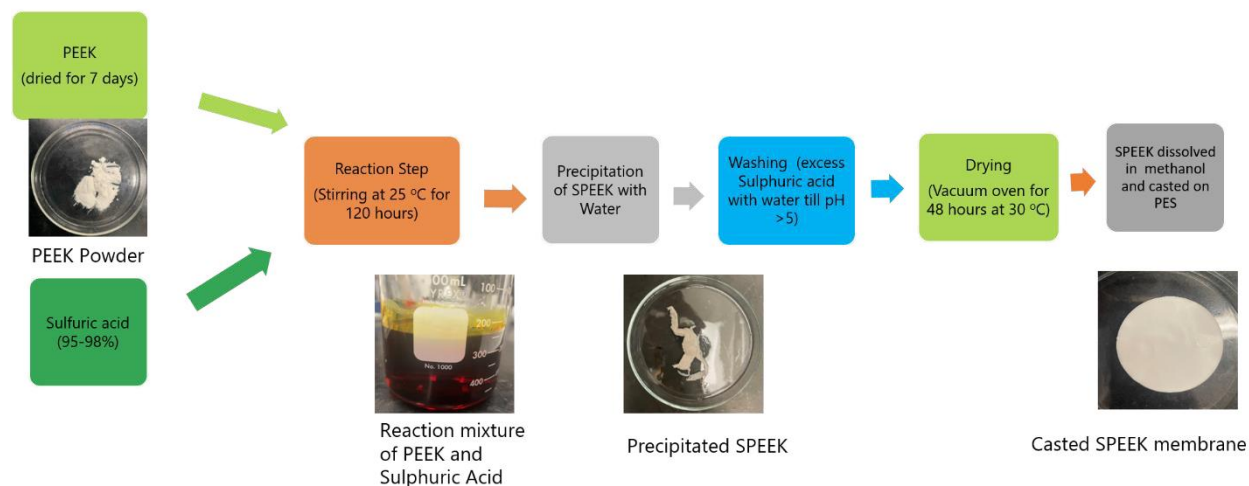 PEEK
(dried for 7 days)
PEEK Powder
Sulfuric acid
(95-98%)
Reaction Step
(Stirring at 25 ⁰C for
120 hours)
Precipitation
of SPEEK with
Water
Washing (excess
Sulphuric acid
with water till pH
>5)
Drying
(Vacuum oven for
48 hours at 30 ⁰C)
SPEEK dissolved
in methanol
and casted on
PES
100
200
300
400
No. 1000
Reaction mixture
of PEEK and
Sulphuric Acid
Precipitated SPEEK
Casted SPEEK membrane